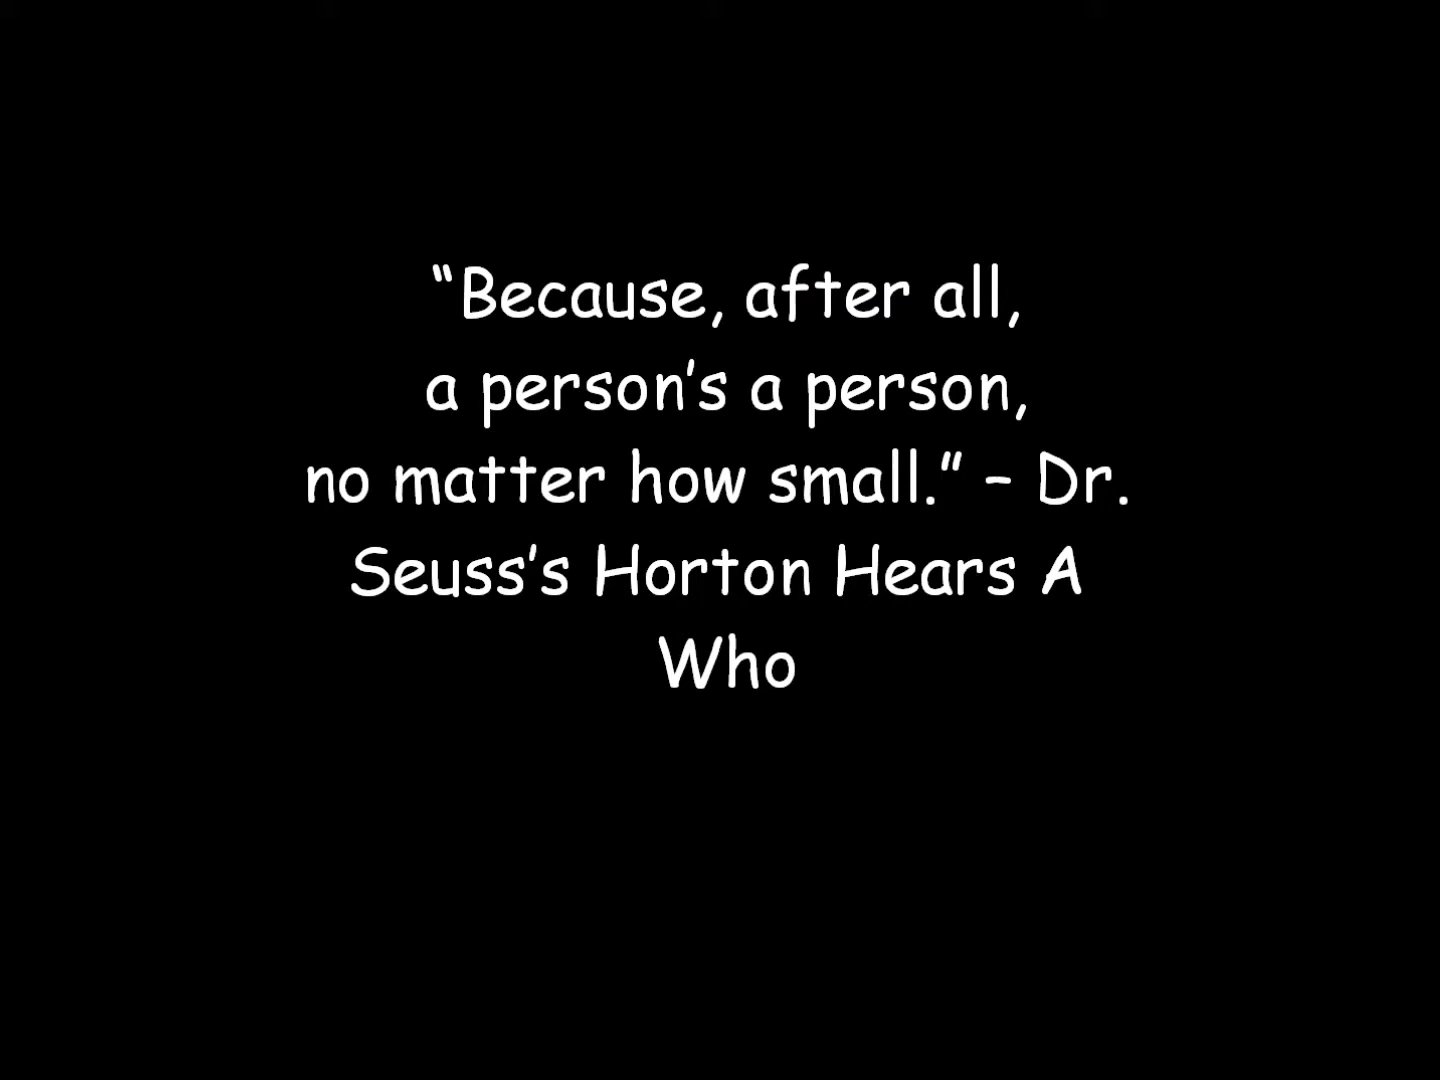 “Because, after all,
a person’s a person,
no matter how small.” – Dr.
Seuss’s Horton Hears A
Who